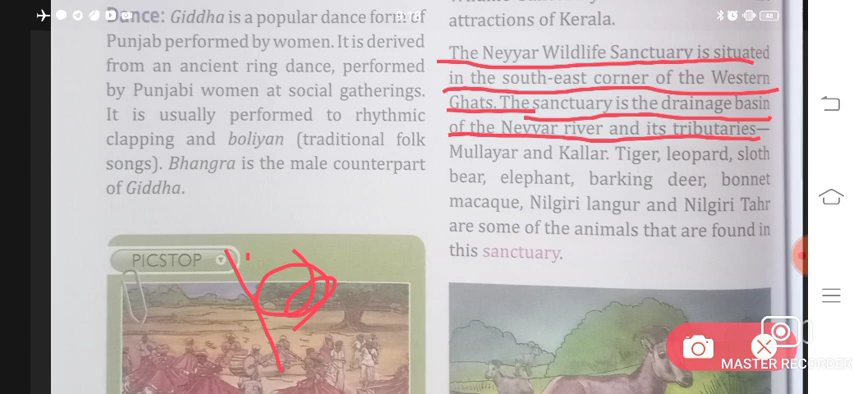 Dance: Giddha is a popular dance form of
Punjab performed by women. It is derived
from an ancient ring dance, performed
by Punjabi women at social gatherings.
It is usually performed to rhythmic
clapping and boliyan (traditional folk
songs). Bhangra is the male counterpart
of Giddha.
PICSTOP
attractions of Kerala.
The Neyyar Wildlife Sanctuary is situated
in the south-east corner of the Western
Ghats. The sanctuary is the drainage basin
of the Neyyar river and its tributaries—
Mullayar and Kallar. Tiger, leopard, sloth
bear, elephant, barking deer, bonnet
macaque, Nilgiri langur and Nilgiri Tahr
are some of the animals that are found in
this sanctuary.
MASTER RECORDER